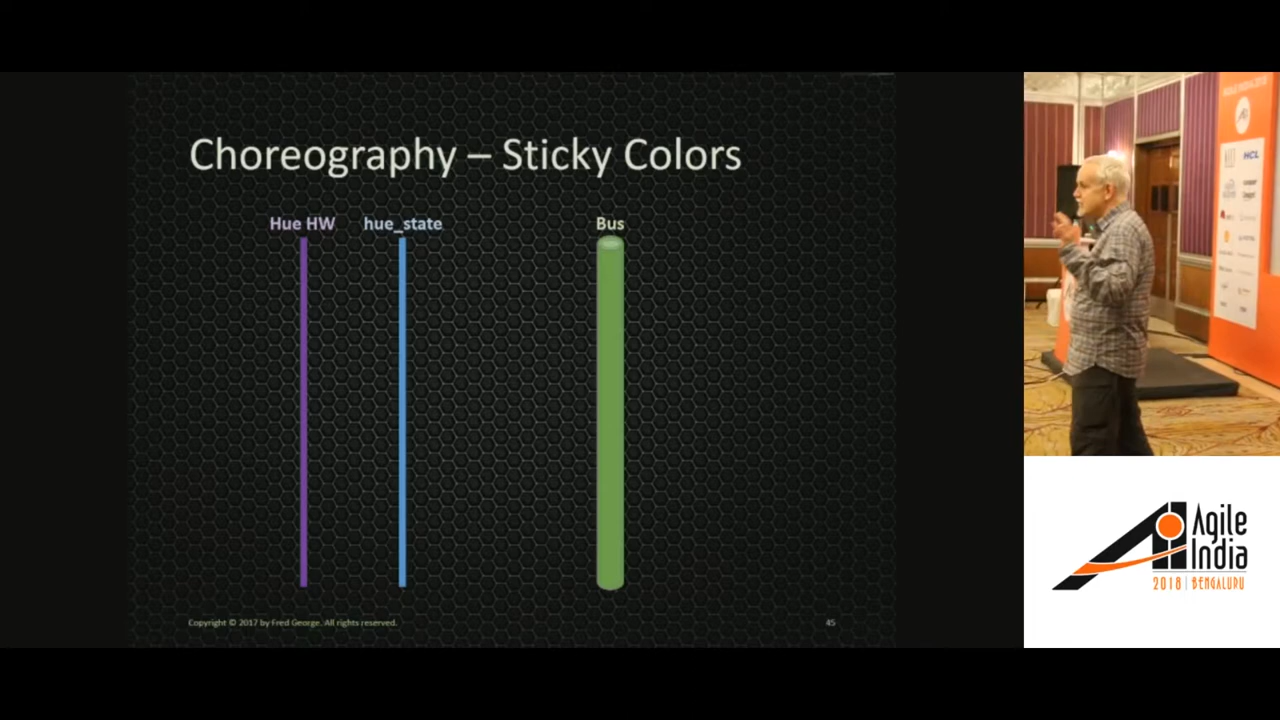 Choreography – Sticky Colors
Hue HW
hue_state
Bus
Copyright © 2017 by Fred George. All rights reserved.
45
HCL
Agile
India
2018 | BENGALURU